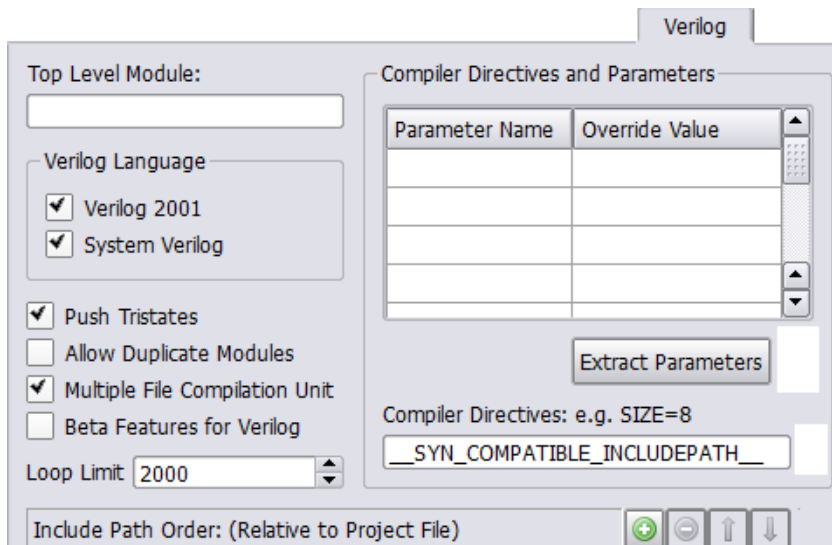 Verilog
Top Level Module:
Verilog Language
Verilog 2001
System Verilog
Push Tristates
Allow Duplicate Modules
Multiple File Compilation Unit
Beta Features for Verilog
Loop Limit 2000
Compiler Directives and Parameters
Parameter Name Override Value
Extract Parameters
Compiler Directives: e.g. SIZE=8
__SYN_COMPATIBLE_INCLUDEPATH__
Include Path Order: (Relative to Project File)